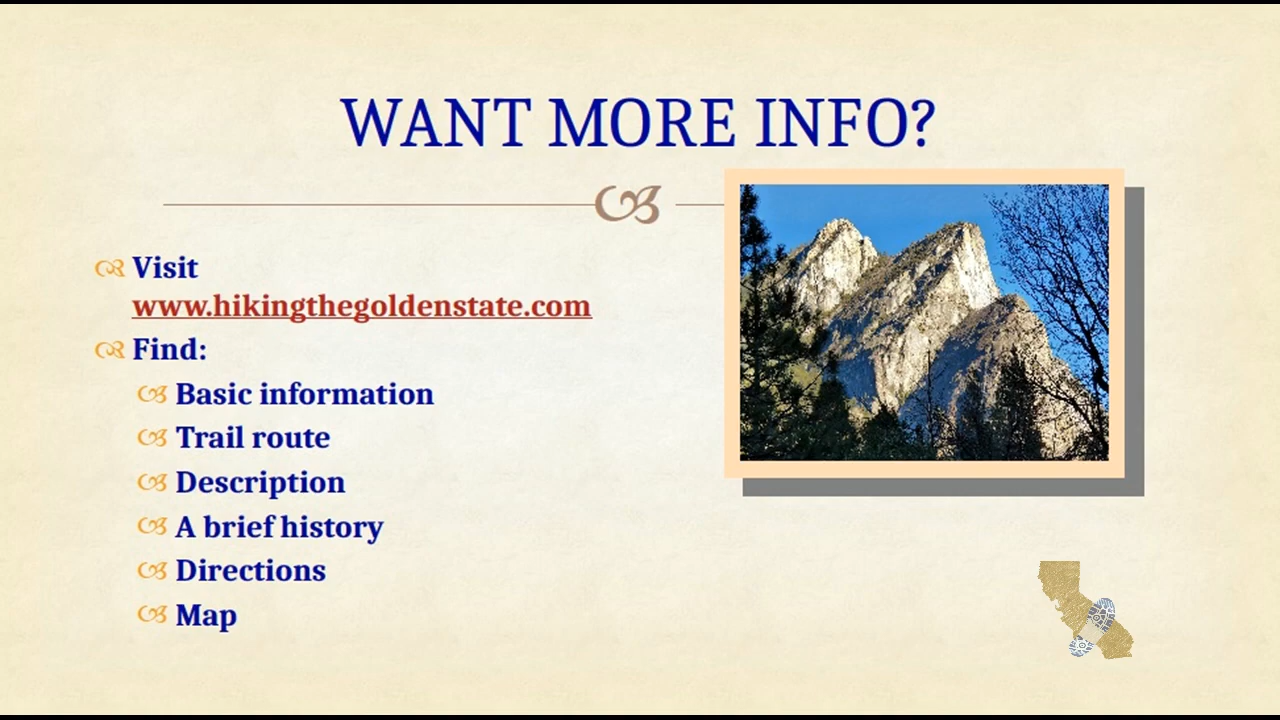 WANT MORE INFO?
Visit
www.hikingthegoldenstate.com
Find:
Basic information
Trail route
Description
A brief history
Directions
Map